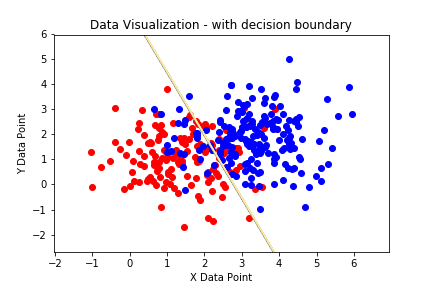 Data Visualization - with decision boundary
Y Data Point
6
5
4
3
2
1
0
−1
−2
−2 −1 0 1 2 3 4 5 6
X Data Point